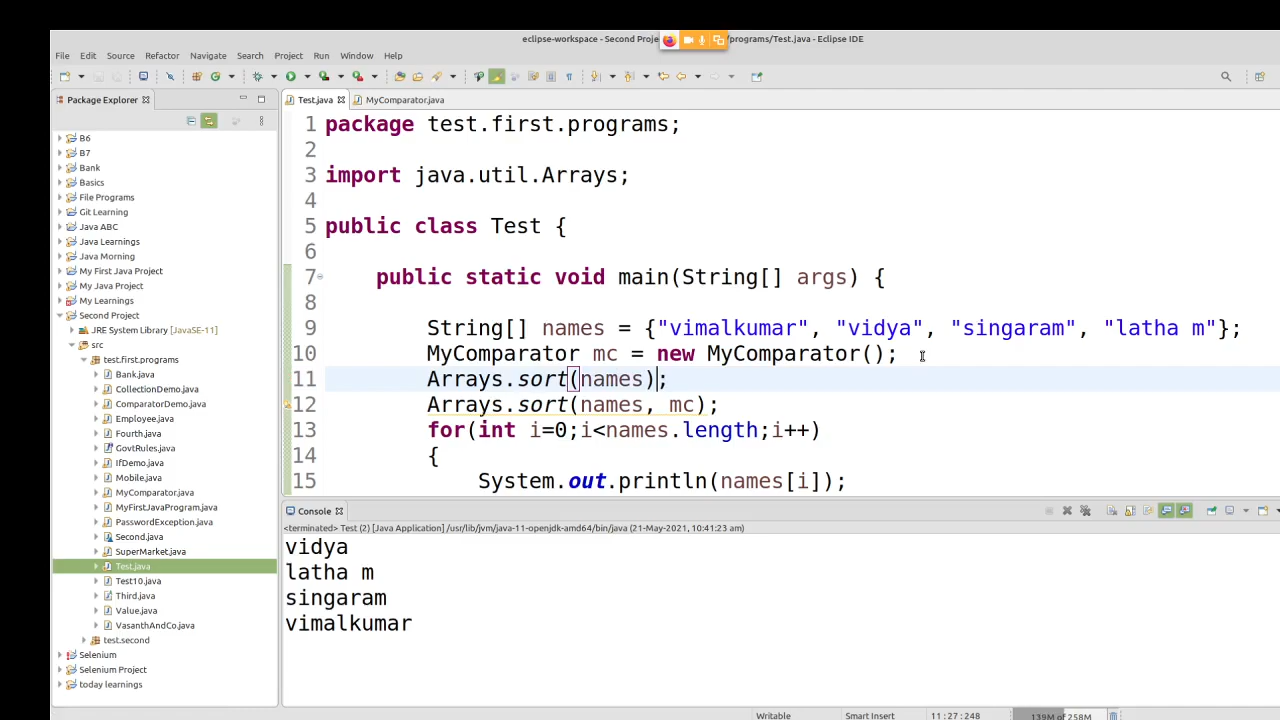 eclipse-workspace - Second Proje programs/Test.java - Eclipse IDE
File Edit Source Refactor Navigate Search Project Run Window Help
Package Explorer
Test.java MyComparator.java
B6
B7
Bank
Basics
File Programs
Git Learning
Java ABC
Java Learnings
Java Morning
My First Java Project
My Java Project
My Learnings
Second Project
JRE System Library [JavaSE-11]
src
test.first.programs
Bank.java
CollectionDemo.java
ComparatorDemo.java
Employee.java
Fourth.java
GovtRules.java
IfDemo.java
Mobile.java
MyComparator.java
MyFirstJavaProgram.java
PasswordException.java
Second.java
SuperMarket.java
Test.java
Test10.java
Third.java
Value.java
VasanthAndCo.java
test.second
Selenium
Selenium Project
today learnings
1 package test.first.programs;
2
3 import java.util.Arrays;
4
5 public class Test {
6
7 public static void main(String[] args) {
8
9 String[] names = {"vimalkumar", "vidya", "singaram", "latha m"};
10 MyComparator mc = new MyComparator();
11 Arrays.sort(names);
12 Arrays.sort(names, mc);
13 for(int i=0;i<names.length;i++)
14 {
15 System.out.println(names[i]);
Console
<terminated> Test (2) [Java Application] /usr/lib/jvm/java-11-openjdk-amd64/bin/java (21-May-2021, 10:41:23 am)
vidya
latha m
singaram
vimalkumar
Writable Smart Insert 11:27:248 139M of 258M